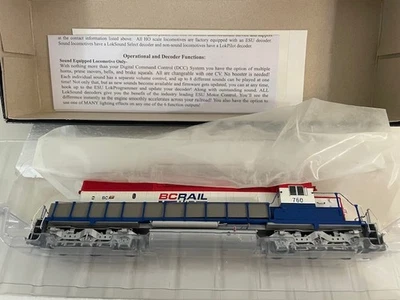 to the contact information listed above. All HO scale locomotives are factory equipped with an ESU decoder
Sound locomotives have a LokSound Select decoder and non-sound locomotives have a LokPilot decoder.
Operational and Decoder Functions:
Sound Equipped Locomotives Only:
With nothing more than your Digital Command Control (DCC) System you have the option of multiple
horns, prime movers, bells, and brake squeals. All are changeable with one CV. No booster is needed!
Each individual sound has a separate volume control, and up to 8 different sounds can be played at one
time! Not only that, but as new sounds become available and firmware gets updated, you can at any time,
hook up to the ESU LokProgrammer and update your decoder! Along with outstanding sound, ALL
LokSound decoders give you the benefit of the industry leading ESU Motor Control. You'll see the
difference instantly as the engine smoothly accelerates across your railroad! You also have the option to
use one of MANY lighting effects on any one of the 6 function outputs!
BC RAIL
760